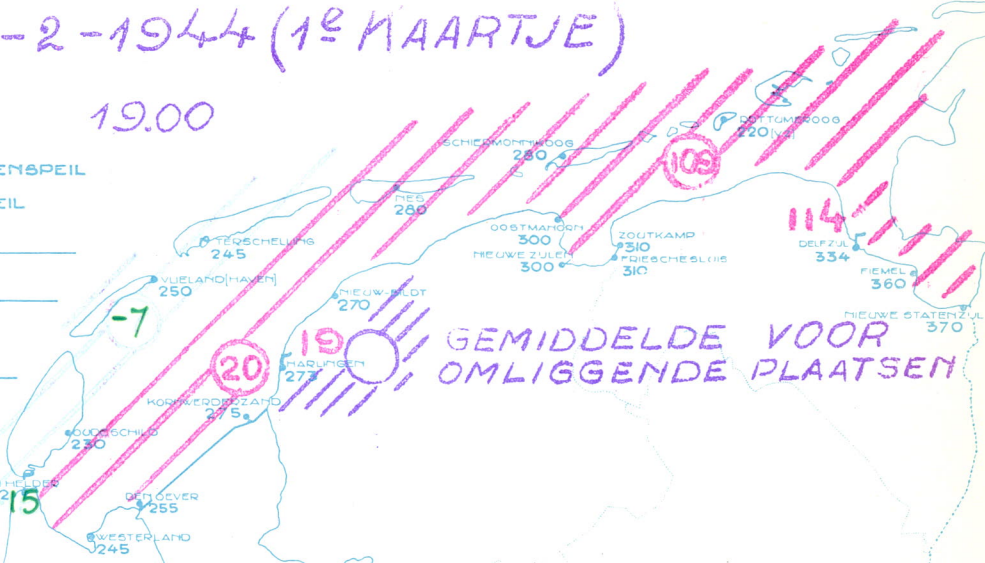 -2-1944 (1e KAARTJE)
19.00
ENSPEIL
EIL
ROTTUMEROOG
220
SCHIERMONNIKOOG
280
109
NES
280
114
OOSTMAHORN
300
ZOUTKAMP
310
TERSCHELLING
245
DELFZIJL
334
NIEUWE ZIJLEN
300
FRIESCHESLUIS
310
FIEMEL
360
VLIELAND [HAVEN]
250
NIEUW-BILDT
270
NIEUWE STATENZIJL
370
-7
19
GEMIDDELDE VOOR
OMLIGGENDE PLAATSEN
20
HARLINGEN
273
KORNWERDERZAND
275
OUDESCHILD
230
N HELDER
15
DEN OEVER
255
WESTERLAND
245